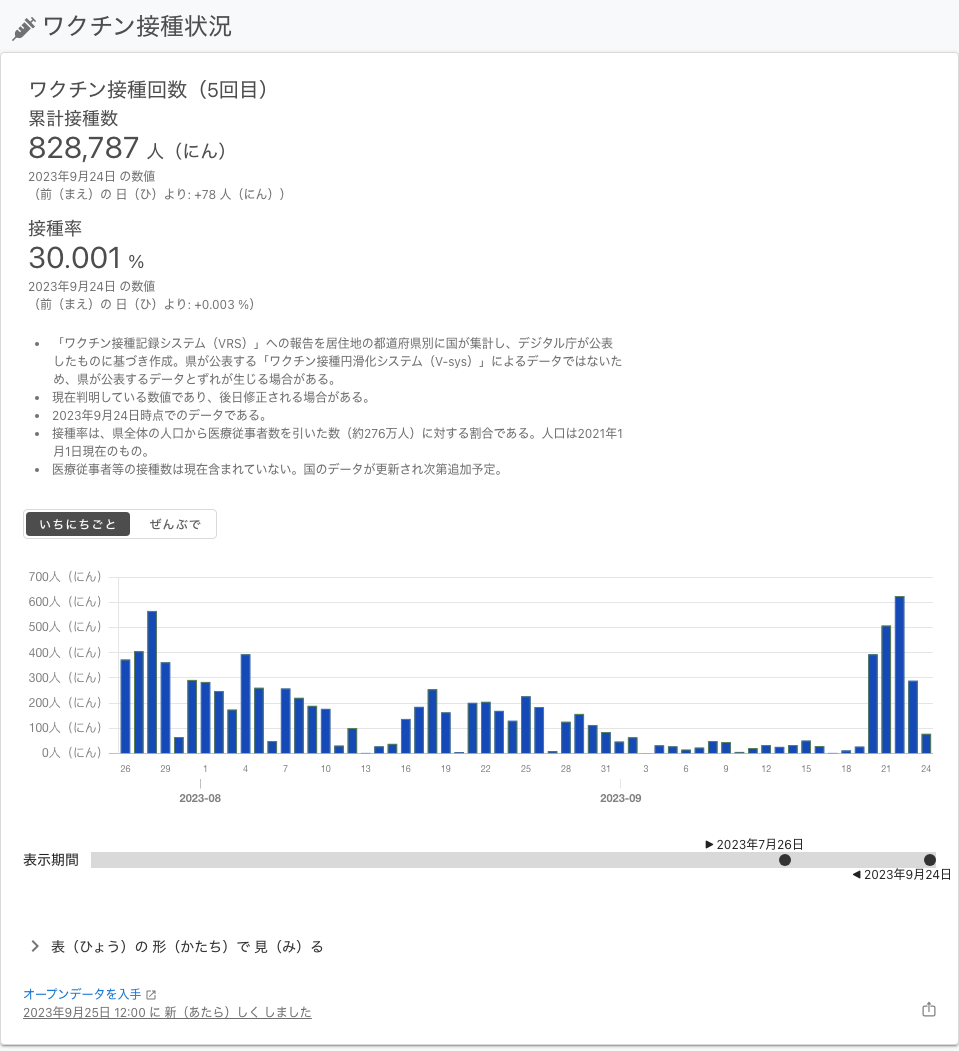 ワクチン接種状況
ワクチン接種回数（5回目）
累計接種数
828,787 人（にん）
2023年9月24日 の数値
（前（まえ）の 日（ひ）より: +78 人（にん））
接種率
30.001 %
2023年9月24日 の数値
（前（まえ）の 日（ひ）より: +0.003 %）
• 「ワクチン接種記録システム（VRS）」への報告を居住地の都道府県別に国が集計し、デジタル庁が公表
したものに基づき作成。県が公表する「ワクチン接種円滑化システム（V-sys）」によるデータではないた
め、県が公表するデータとずれが生じる場合がある。
• 現在判明している数値であり、後日修正される場合がある。
• 2023年9月24日時点でのデータである。
• 接種率は、県全体の人口から医療従事者数を引いた数（約276万人）に対する割合である。人口は2021年1
月1日現在のもの。
• 医療従事者等の接種数は現在含まれていない。国のデータが更新され次第追加予定。
いちにちごと ぜんぶで
700人（にん）
600人（にん）
500人（にん）
400人（にん）
300人（にん）
200人（にん）
100人（にん）
0人（にん）
26 29 1 4 7 10 13 16 19 22 25 28 31 3 6 9 12 15 18 21 24
2023-08 2023-09
▶ 2023年7月26日
表示期間
◀ 2023年9月24日
表（ひょう）の 形（かたち）で 見（み）る
オープンデータを入手
2023年9月25日 12:00 に 新（あたら）しく しました